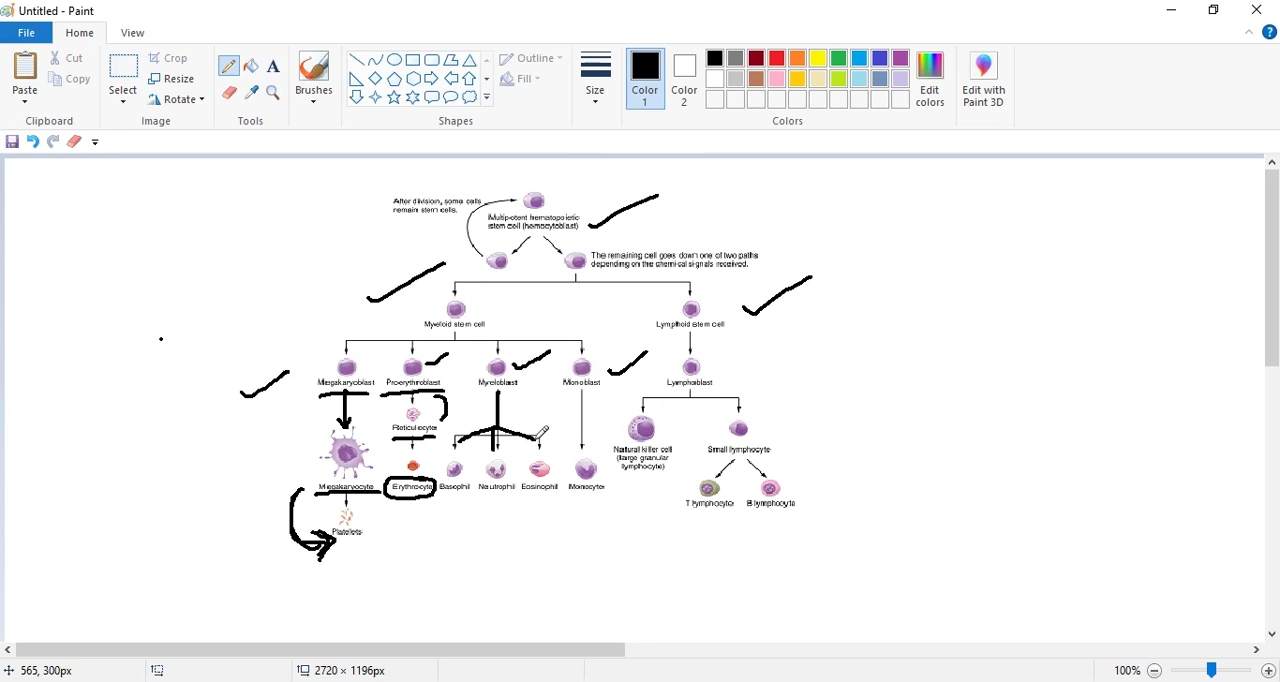 Untitled - Paint
File
Home
View
Paste
Cut
Copy
Clipboard
Select
Crop
Resize
Rotate
Image
A
Tools
Brushes
Shapes
Outline
Fill
Size
Color 1
Color 2
Colors
Edit colors
Edit with Paint 3D
After division, some cells
remain stem cells.
Multipotent hematopoietic
stem cell (hemocytoblast)
The remaining cell goes down one of two paths
depending on the chemical signals received.
Myeloid stem cell
Lymphoid stem cell
Megakaryoblast
Proerythroblast
Myeloblast
Monoblast
Lymphoblast
Reticulocyte
Natural killer cell
(large granular
lymphocyte)
Small lymphocyte
Megakaryocyte
Erythrocyte
Basophil
Neutrophil
Eosinophil
Monocyte
T lymphocyte
B lymphocyte
Platelets
565, 300px
2720 × 1196px
100%